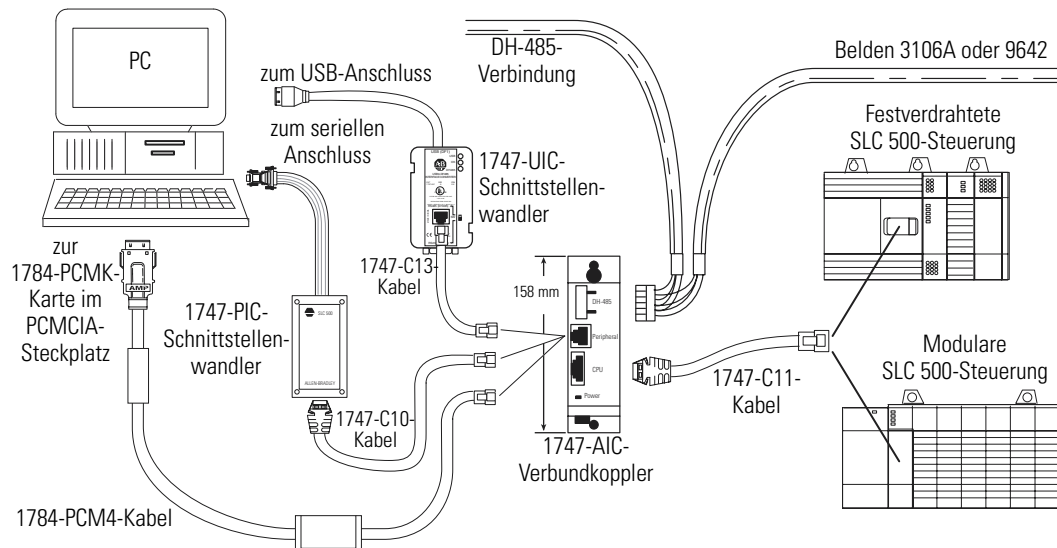 PC
zum USB-Anschluss
zum seriellen
Anschluss
DH-485-
Verbindung
Belden 3106A oder 9642
Festverdrahtete
SLC 500-Steuerung
1747-UIC-
Schnittstellen-
wandler
1747-C13-
Kabel
zur
1784-PCMK-
Karte im
PCMCIA-
Steckplatz
AMP
1747-PIC-
Schnittstellen-
wandler
SLC 500
ALLEN-BRADLEY
158 mm
DH-485
Peripheral
CPU
Power
1747-C10-
Kabel
1747-C11-
Kabel
Modulare
SLC 500-Steuerung
1747-AIC-
Verbundkoppler
1784-PCM4-Kabel